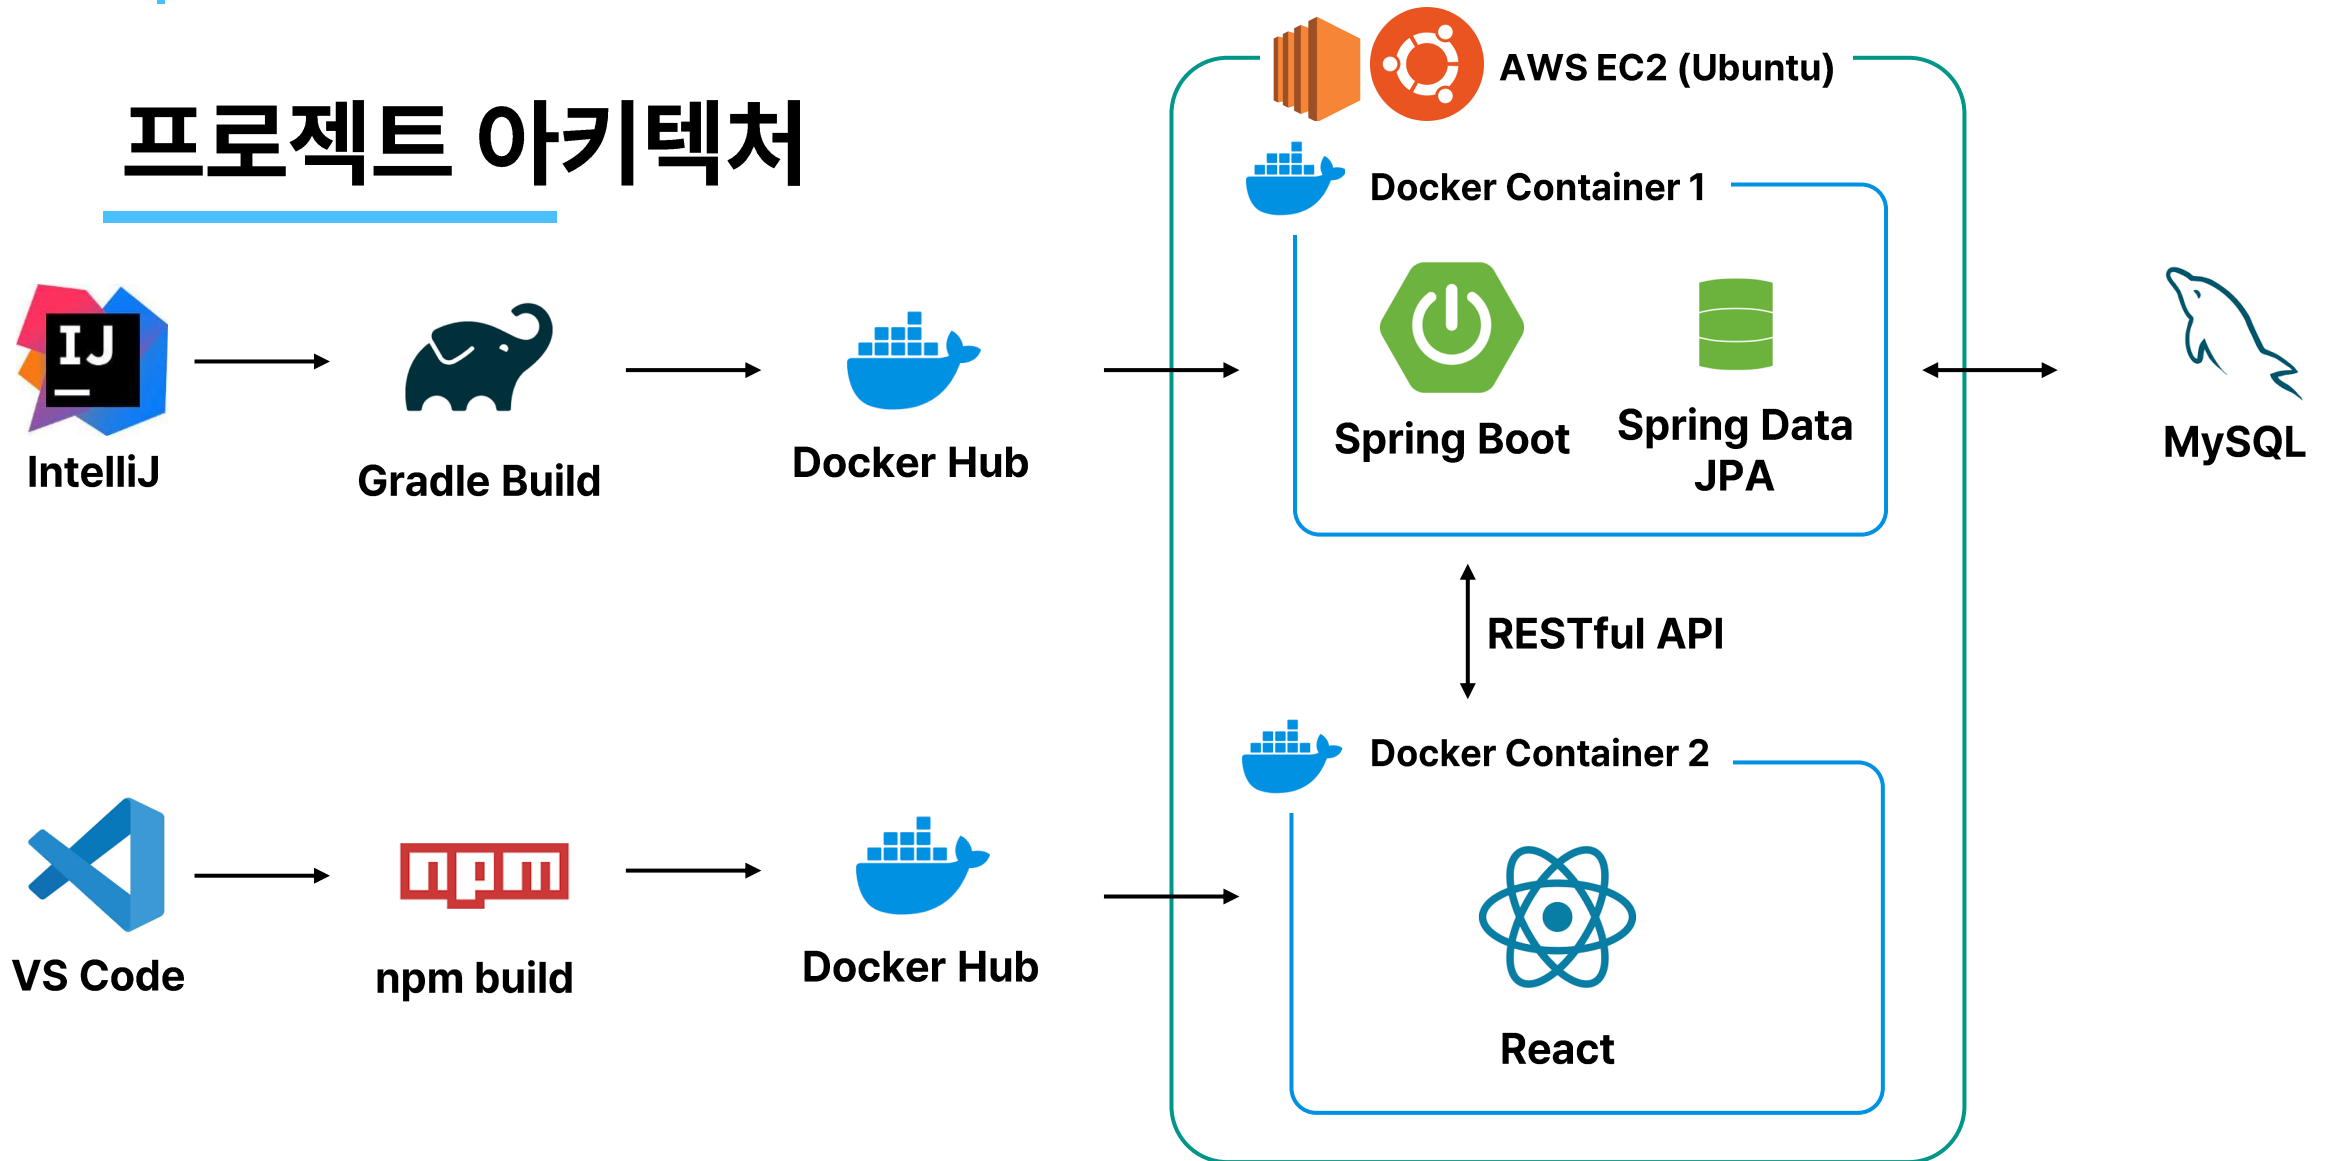 프로젝트 아키텍처
AWS EC2 (Ubuntu)
Docker Container 1
IJ
IntelliJ
Gradle Build
Docker Hub
Spring Boot
Spring Data
JPA
MySQL
RESTful API
Docker Container 2
VS Code
npm
npm build
Docker Hub
React